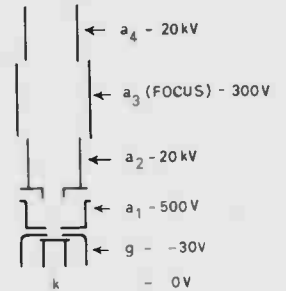 a₄ - 20kV
a₃ (FOCUS) - 300V
a₂ - 20kV
a₁ - 500V
g - -30V
k - 0V